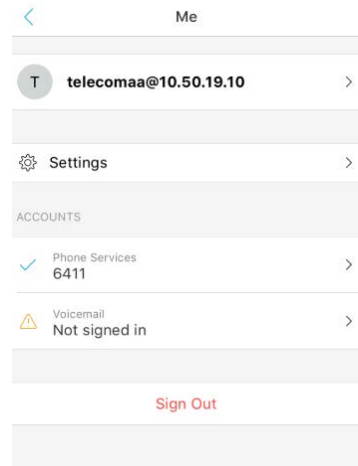 Me
T
telecomaa@10.50.19.10
Settings
ACCOUNTS
Phone Services
6411
Voicemail
Not signed in
Sign Out